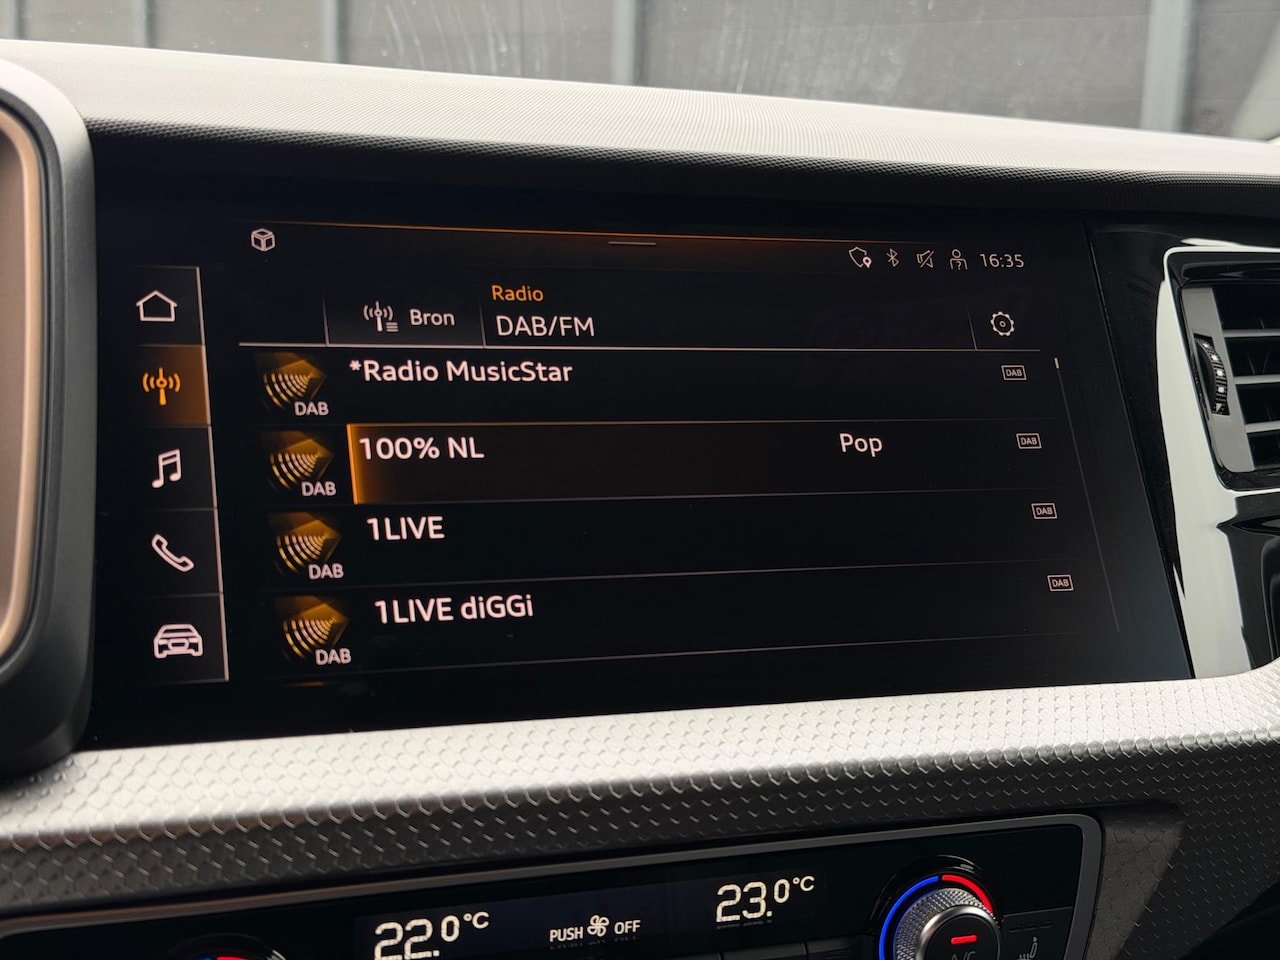 16:35
Bron
Radio
DAB/FM
*Radio MusicStar
DAB
DAB
100% NL
Pop
DAB
DAB
1LIVE
DAB
DAB
1LIVE diGGi
DAB
DAB
22.0°C
PUSH OFF
23.0°C
A/C